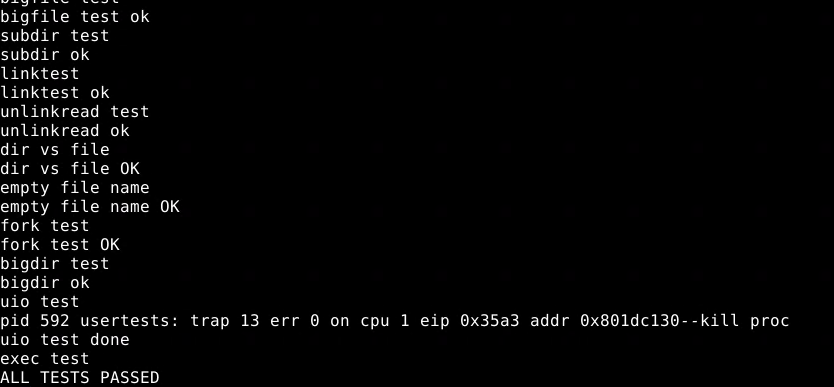 bigfile test
bigfile test ok
subdir test
subdir ok
linktest
linktest ok
unlinkread test
unlinkread ok
dir vs file
dir vs file OK
empty file name
empty file name OK
fork test
fork test OK
bigdir test
bigdir ok
uio test
pid 592 usertests: trap 13 err 0 on cpu 1 eip 0x35a3 addr 0x801dc130--kill proc
uio test done
exec test
ALL TESTS PASSED